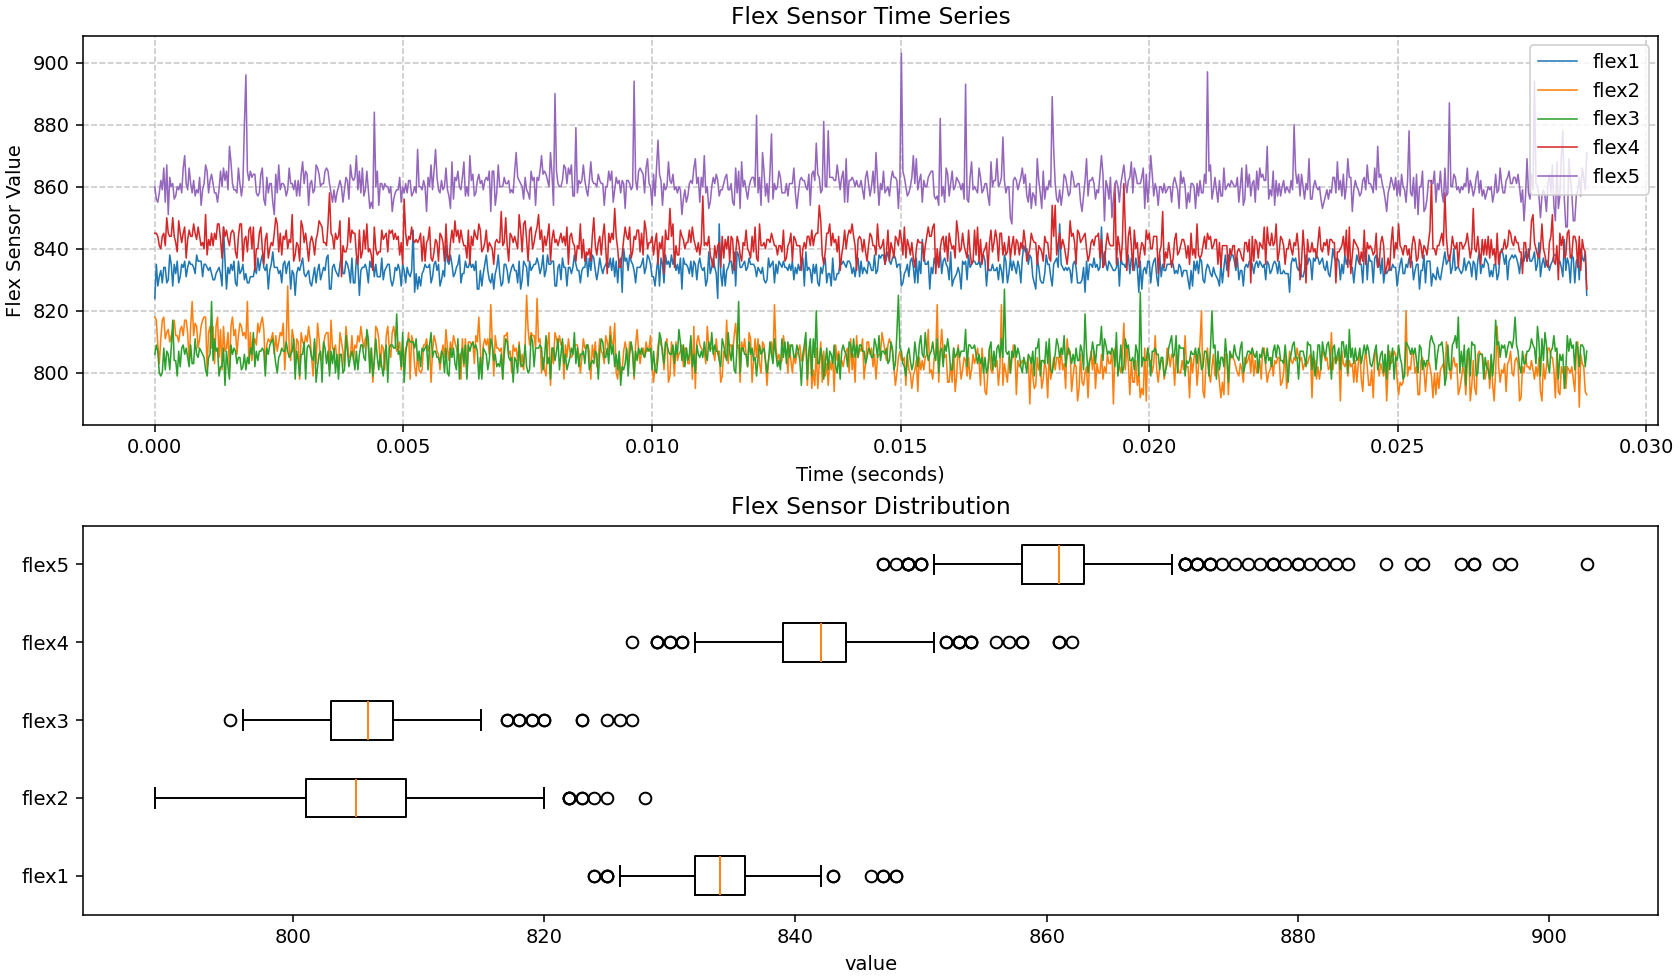 Flex Sensor Time Series
Flex Sensor Value
900
880
860
840
820
800
flex1
flex2
flex3
flex4
flex5
0.000 0.005 0.010 0.015 0.020 0.025 0.030
Time (seconds)
Flex Sensor Distribution
flex5
flex4
flex3
flex2
flex1
800 820 840 860 880 900
value